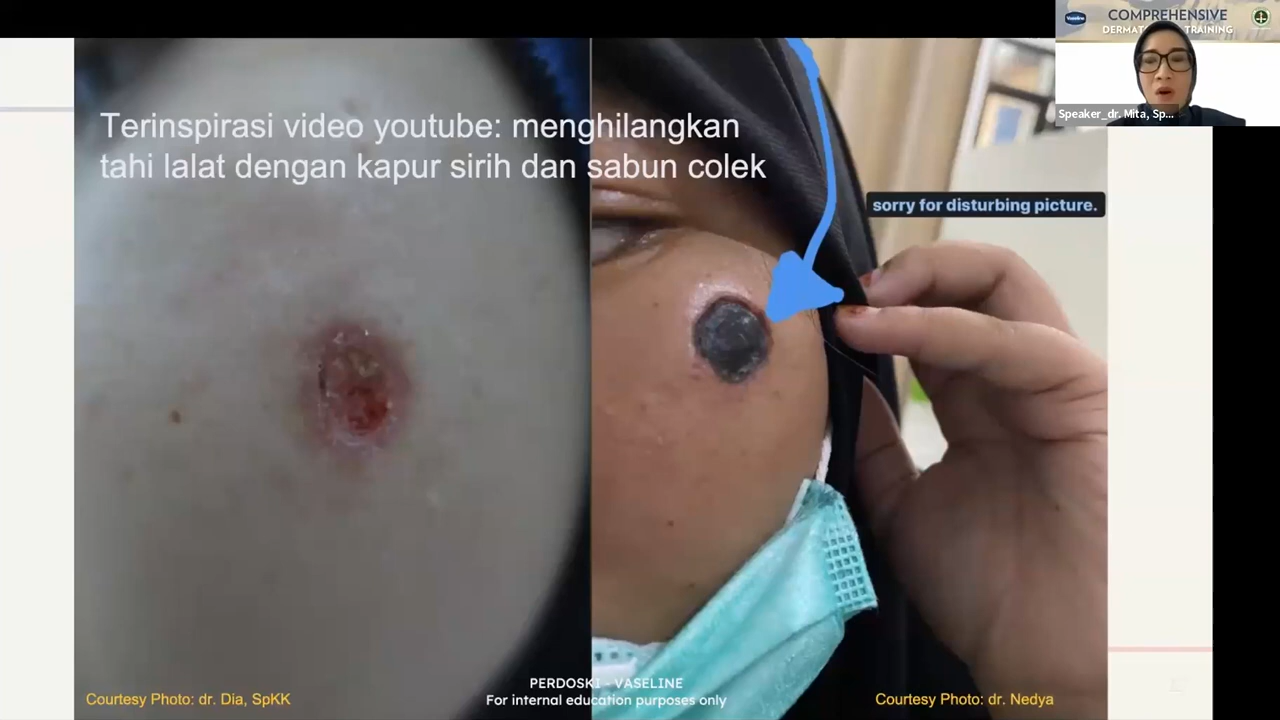 Vaseline
COMPREHENSIVE
TRAINING
Speaker_dr. Mita, Sp...
Terinspirasi video youtube: menghilangkan
tahi lalat dengan kapur sirih dan sabun colek
sorry for disturbing picture.
PERDOSKI - VASELINE
For internal education purposes only
Courtesy Photo: dr. Dia, SpKK
Courtesy Photo: dr. Nedya